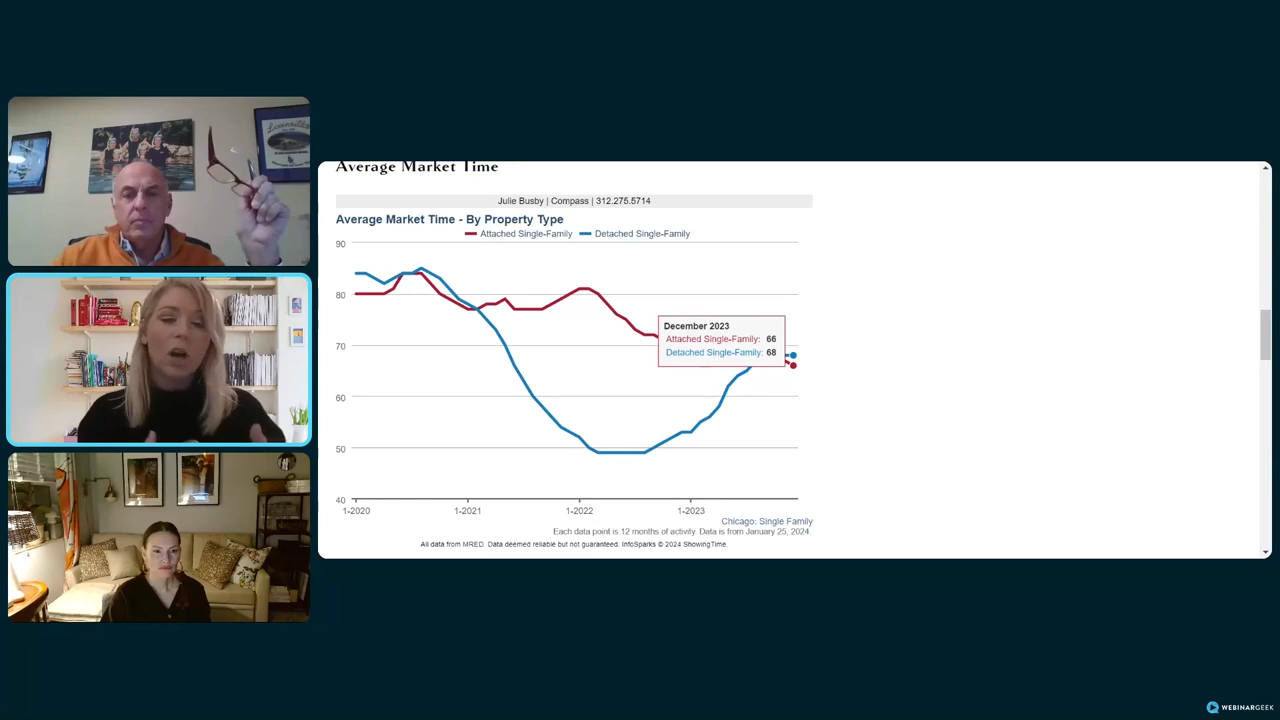 Average Market Time
Julie Busby | Compass | 312.275.5714
Average Market Time - By Property Type
Attached Single-Family Detached Single-Family
90
80
70
60
50
40
December 2023
Attached Single-Family: 66
Detached Single-Family: 68
1-2020 1-2021 1-2022 1-2023
Chicago: Single Family
Each data point is 12 months of activity. Data is from January 25, 2024.
All data from MRED. Data deemed reliable but not guaranteed. InfoSparks © 2024 ShowingTime.
WEBINARGEEK